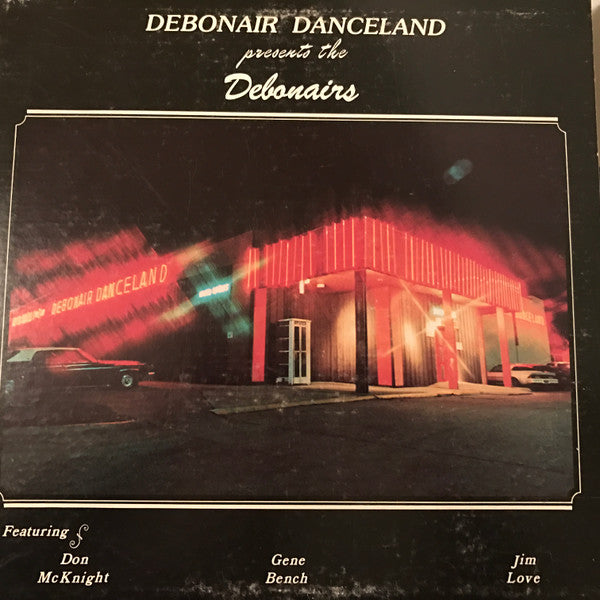 DEBONAIR DANCELAND
presents the
Debonairs
DEBONAIR DANCELAND
Featuring
Don
McKnight
Gene
Bench
Jim
Love